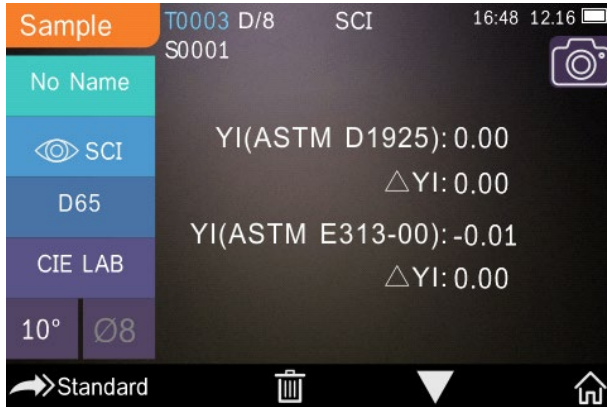 Sample
T0003 D/8 SCI 16:48 12.16
S0001
No Name
SCI
D65
CIE LAB
10° Ø8
YI(ASTM D1925): 0.00
△YI: 0.00
YI(ASTM E313-00): -0.01
△YI: 0.00
Standard